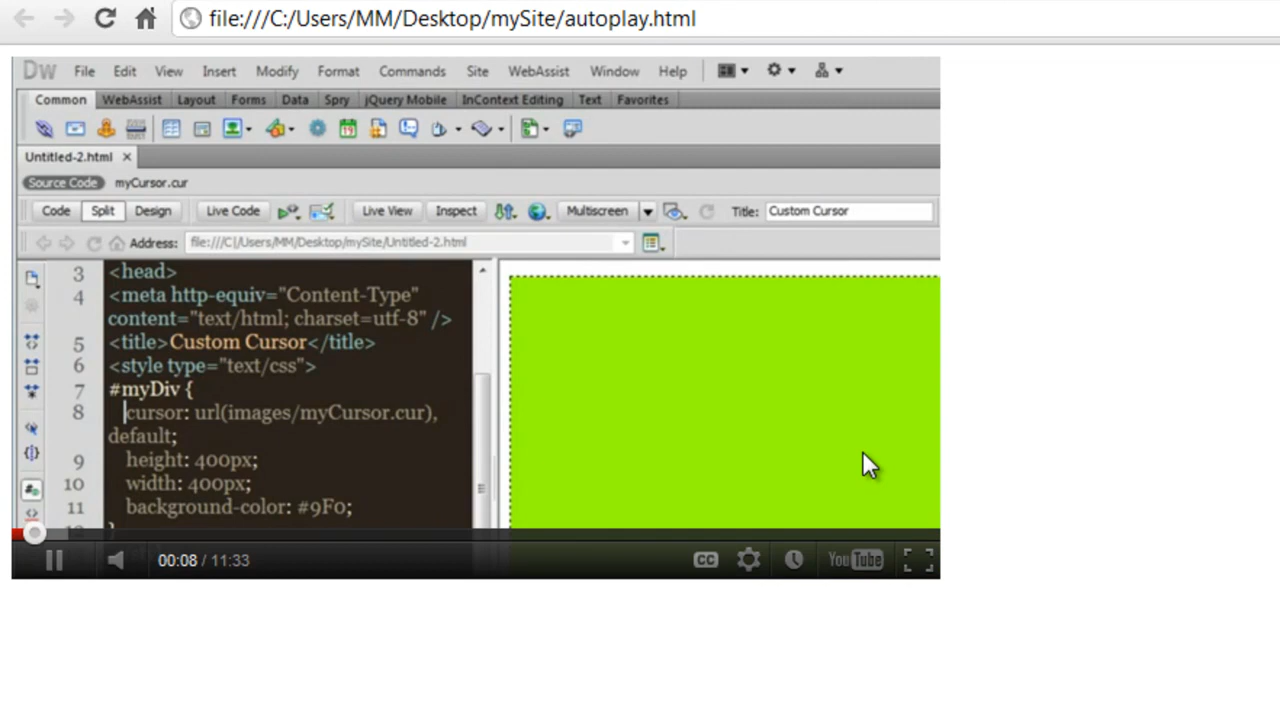 file:///C:/Users/MM/Desktop/mySite/autoplay.html
Dw File Edit View Insert Modify Format Commands Site WebAssist Window Help
Common WebAssist Layout Forms Data Spry jQuery Mobile InContext Editing Text Favorites
Untitled-2.html ×
Source Code myCursor.cur
Code Split Design Live Code Live View Inspect Multiscreen Title: Custom Cursor
Address: file:///C|/Users/MM/Desktop/mySite/Untitled-2.html
3 <head>
4 <meta http-equiv="Content-Type"
content="text/html; charset=utf-8" />
5 <title>Custom Cursor</title>
6 <style type="text/css">
7 #myDiv {
8 cursor: url(images/myCursor.cur),
default;
9 height: 400px;
10 width: 400px;
11 background-color: #9F0;
12 }
00:08 / 11:33 CC YouTube